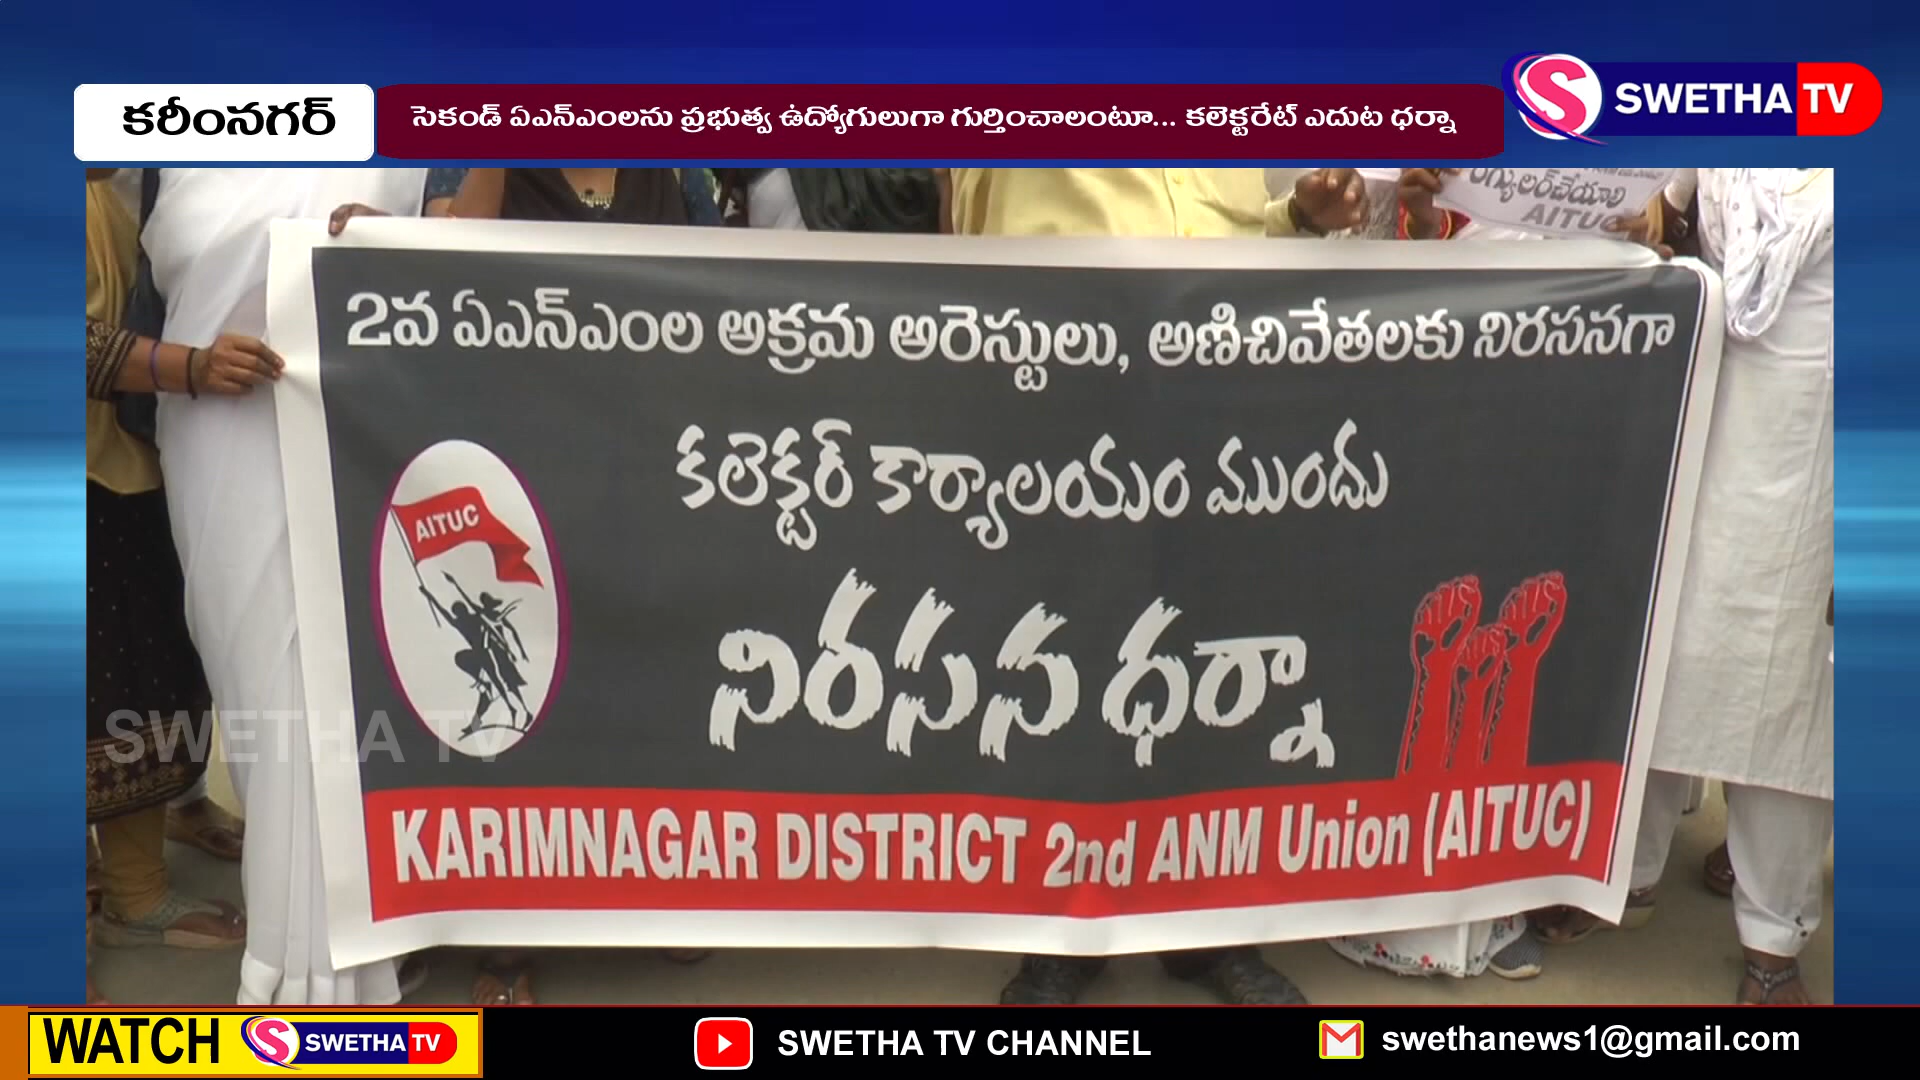 కరీంనగర్
సెకండ్ ఏఎన్ఎంలను ప్రభుత్వ ఉద్యోగులుగా గుర్తించాలంటూ... కలెక్టరేట్ ఎదుట ధర్నా
S SWETHA TV
రెగ్యులర్‌చేయాలి
AITUC
2వ ఏఎన్ఎంల అక్రమ అరెస్టులు, అణిచివేతలకు నిరసనగా
కలెక్టర్ కార్యాలయం ముందు
AITUC
నిరసన ధర్నా
SWETHA TV
KARIMNAGAR DISTRICT 2nd ANM Union (AITUC)
WATCH S SWETHA TV
SWETHA TV CHANNEL
swethanews1@gmail.com